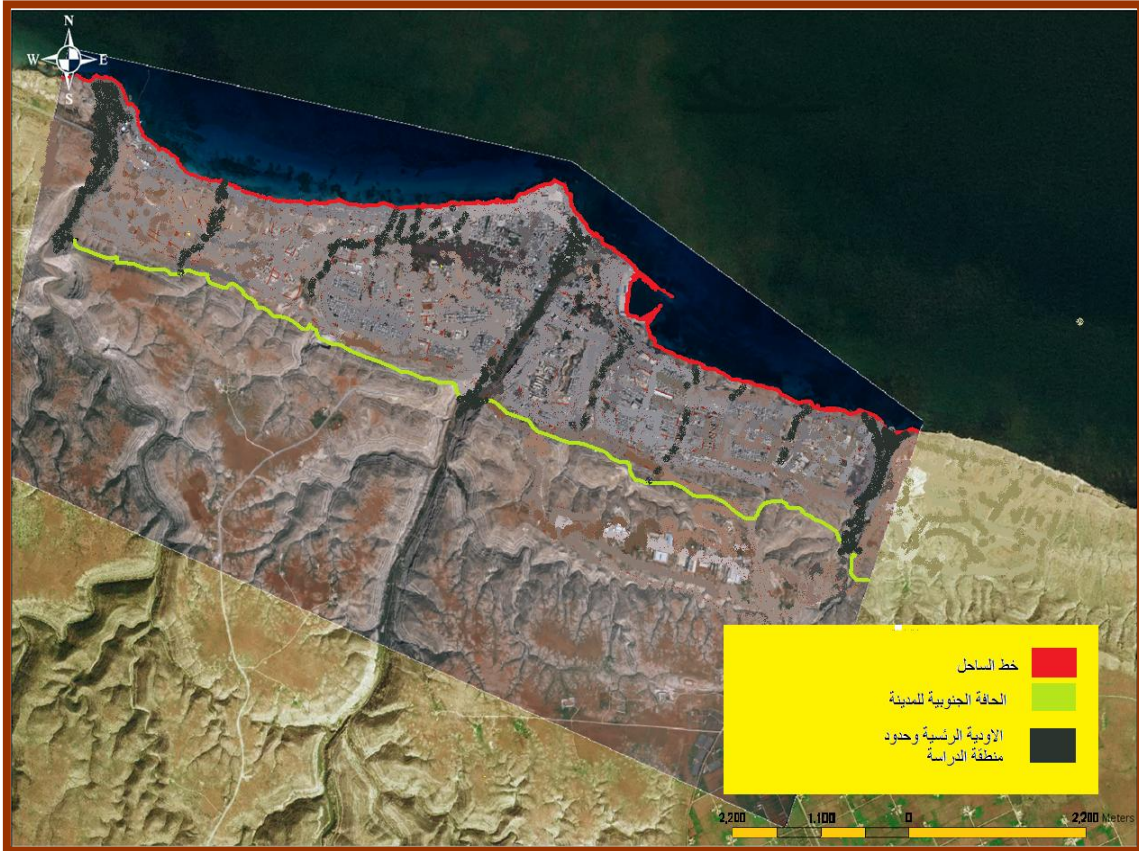 N
W E
S
خط الساحل
الحافة الجنوبية للمدينة
الاودية الرئسية وحدود
منطقة الدراسة
2,200 1,100 0 2,200 Meters